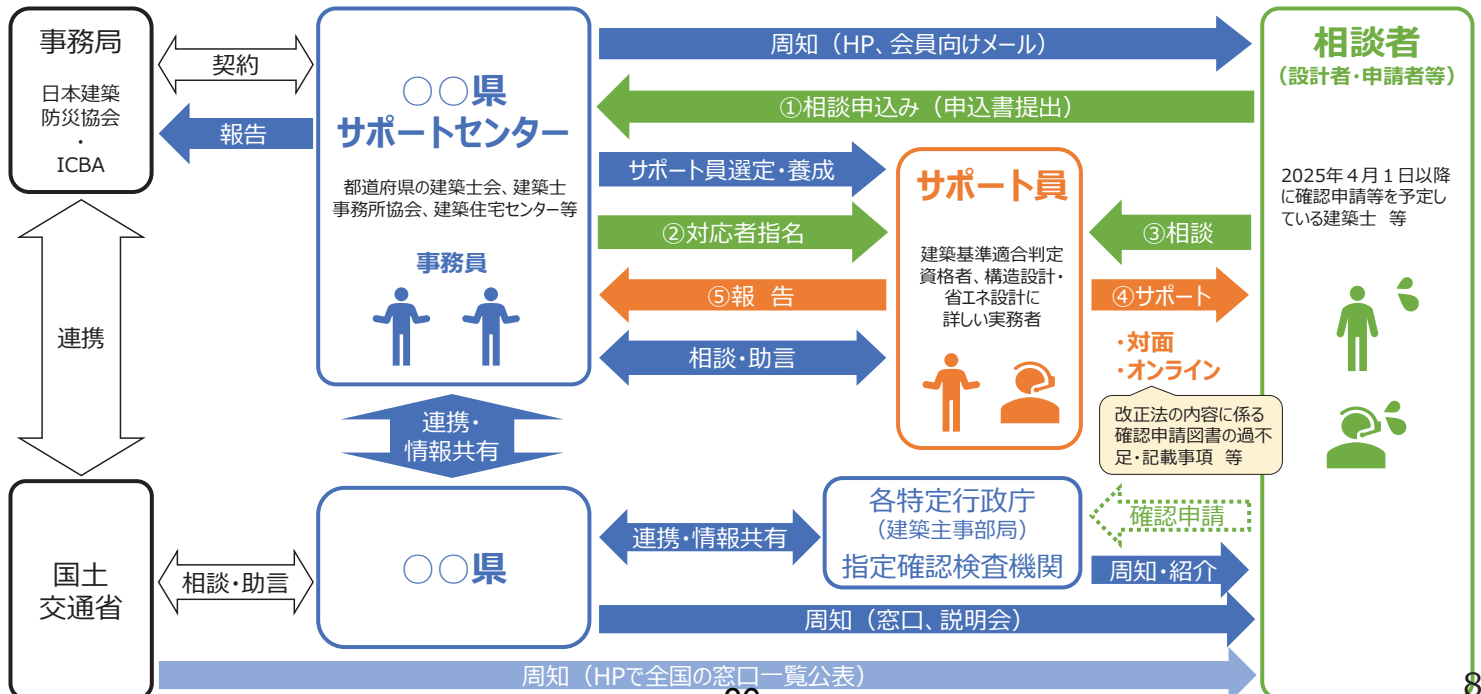 事務局
日本建築
防災協会
・
ICBA
契約
報告
連携
○○県
サポートセンター
都道府県の建築士会、建築士
事務所協会、建築住宅センター等
事務員
周知（HP、会員向けメール）
①相談申込み（申込書提出）
サポート員選定・養成
②対応者指名
⑤報　告
相談・助言
サポート員
建築基準適合判定
資格者、構造設計・
省エネ設計に
詳しい実務者
③相談
④サポート
・対面
・オンライン
改正法の内容に係る
確認申請図書の過不
足・記載事項　等
相談者
（設計者・申請者等）
2025年４月１日以降
に確認申請等を予定し
ている建築士　等
連携・
情報共有
国土
交通省
相談・助言
○○県
連携・情報共有
各特定行政庁
（建築主事部局）
指定確認検査機関
確認申請
周知・紹介
周知（窓口、説明会）
周知（HPで全国の窓口一覧公表）
8